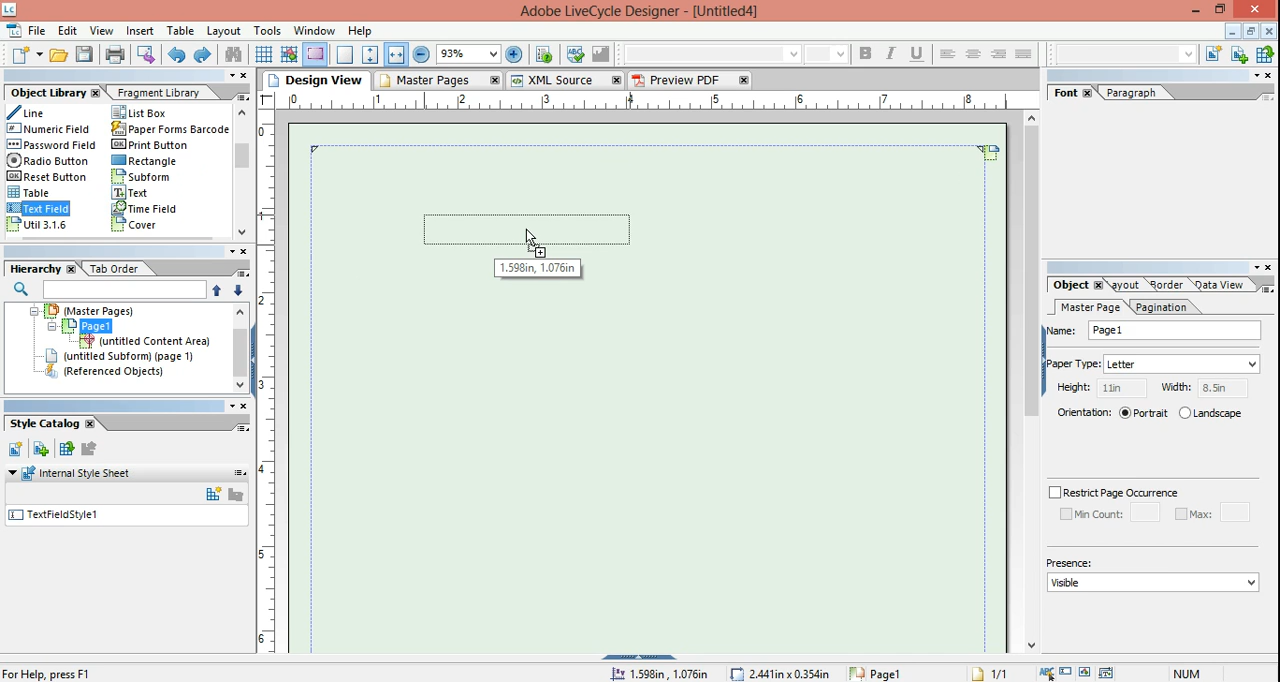 Lc Adobe LiveCycle Designer - [Untitled4]
File Edit View Insert Table Layout Tools Window Help
93% B I U
Design View Master Pages XML Source Preview PDF
Object Library Fragment Library
Line List Box
Numeric Field Paper Forms Barcode
Password Field Print Button
Radio Button Rectangle
Reset Button Subform
Table Text
Text Field Time Field
Util 3.1.6 Cover
0 1 2 3 4 5 6 7 8
0
1
2
3
4
5
6
1.598in, 1.076in
Hierarchy Tab Order
(Master Pages)
Page1
(untitled Content Area)
(untitled Subform) (page 1)
(Referenced Objects)
Style Catalog
Internal Style Sheet
TextFieldStyle1
Font Paragraph
Object ayout Border Data View
Master Page Pagination
Name: Page1
Paper Type: Letter
Height: 11in Width: 8.5in
Orientation: Portrait Landscape
Restrict Page Occurrence
Min Count: Max:
Presence:
Visible
For Help, press F1 1.598in , 1.076in 2.441in x 0.354in Page1 1/1 NUM